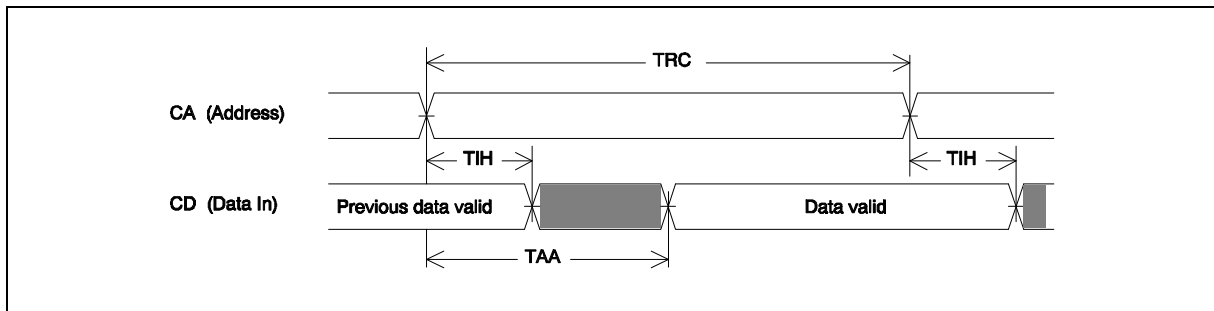 TRC
CA (Address)
TIH
TIH
CD (Data In)
Previous data valid
Data valid
TAA